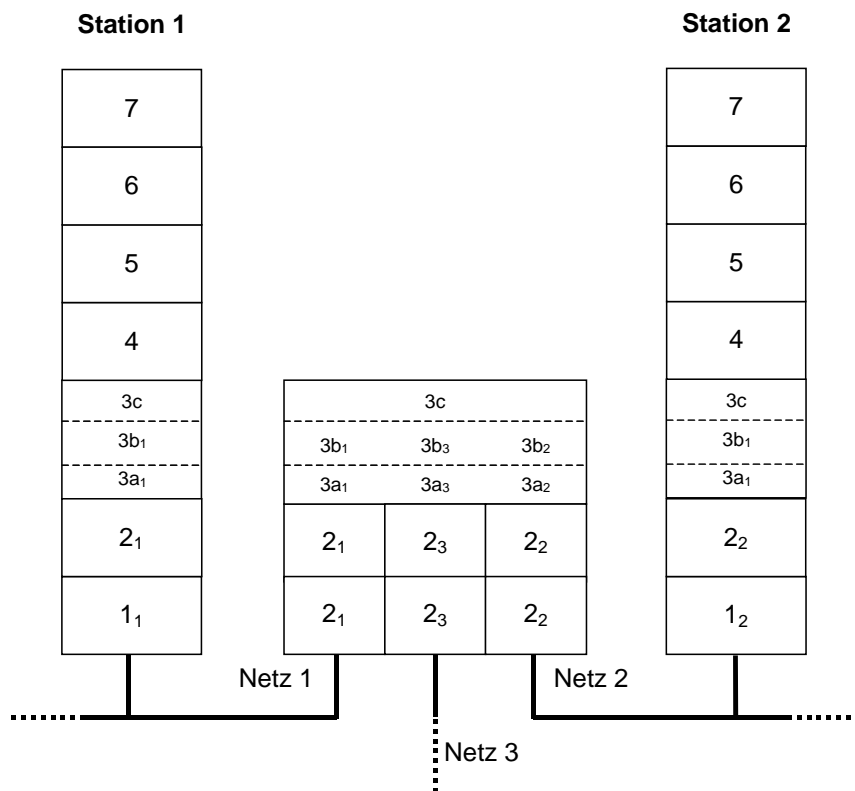 Station 1 Station 2
7 7
6 6
5 5
4 4
3c 3c 3c
3b₁ 3b₁ 3b₃ 3b₂ 3b₁
3a₁ 3a₁ 3a₃ 3a₂ 3a₁
2₁ 2₁ 2₃ 2₂ 2₂
1₁ 2₁ 2₃ 2₂ 1₂
Netz 1 Netz 2
Netz 3